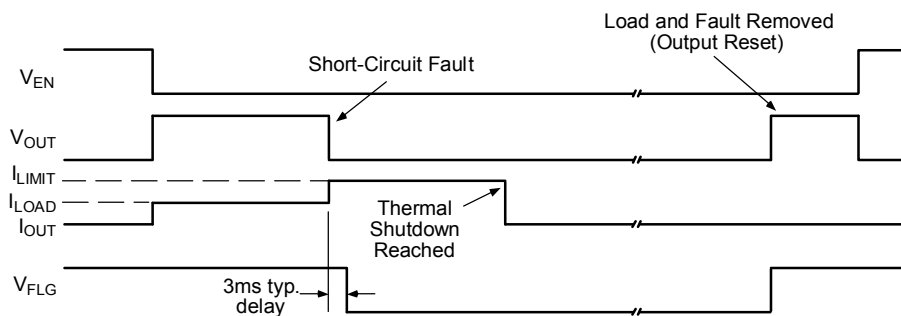 Load and Fault Removed
(Output Reset)
V_EN
Short-Circuit Fault
V_OUT
I_LIMIT
I_LOAD
I_OUT
Thermal
Shutdown
Reached
V_FLG
3ms typ.
delay